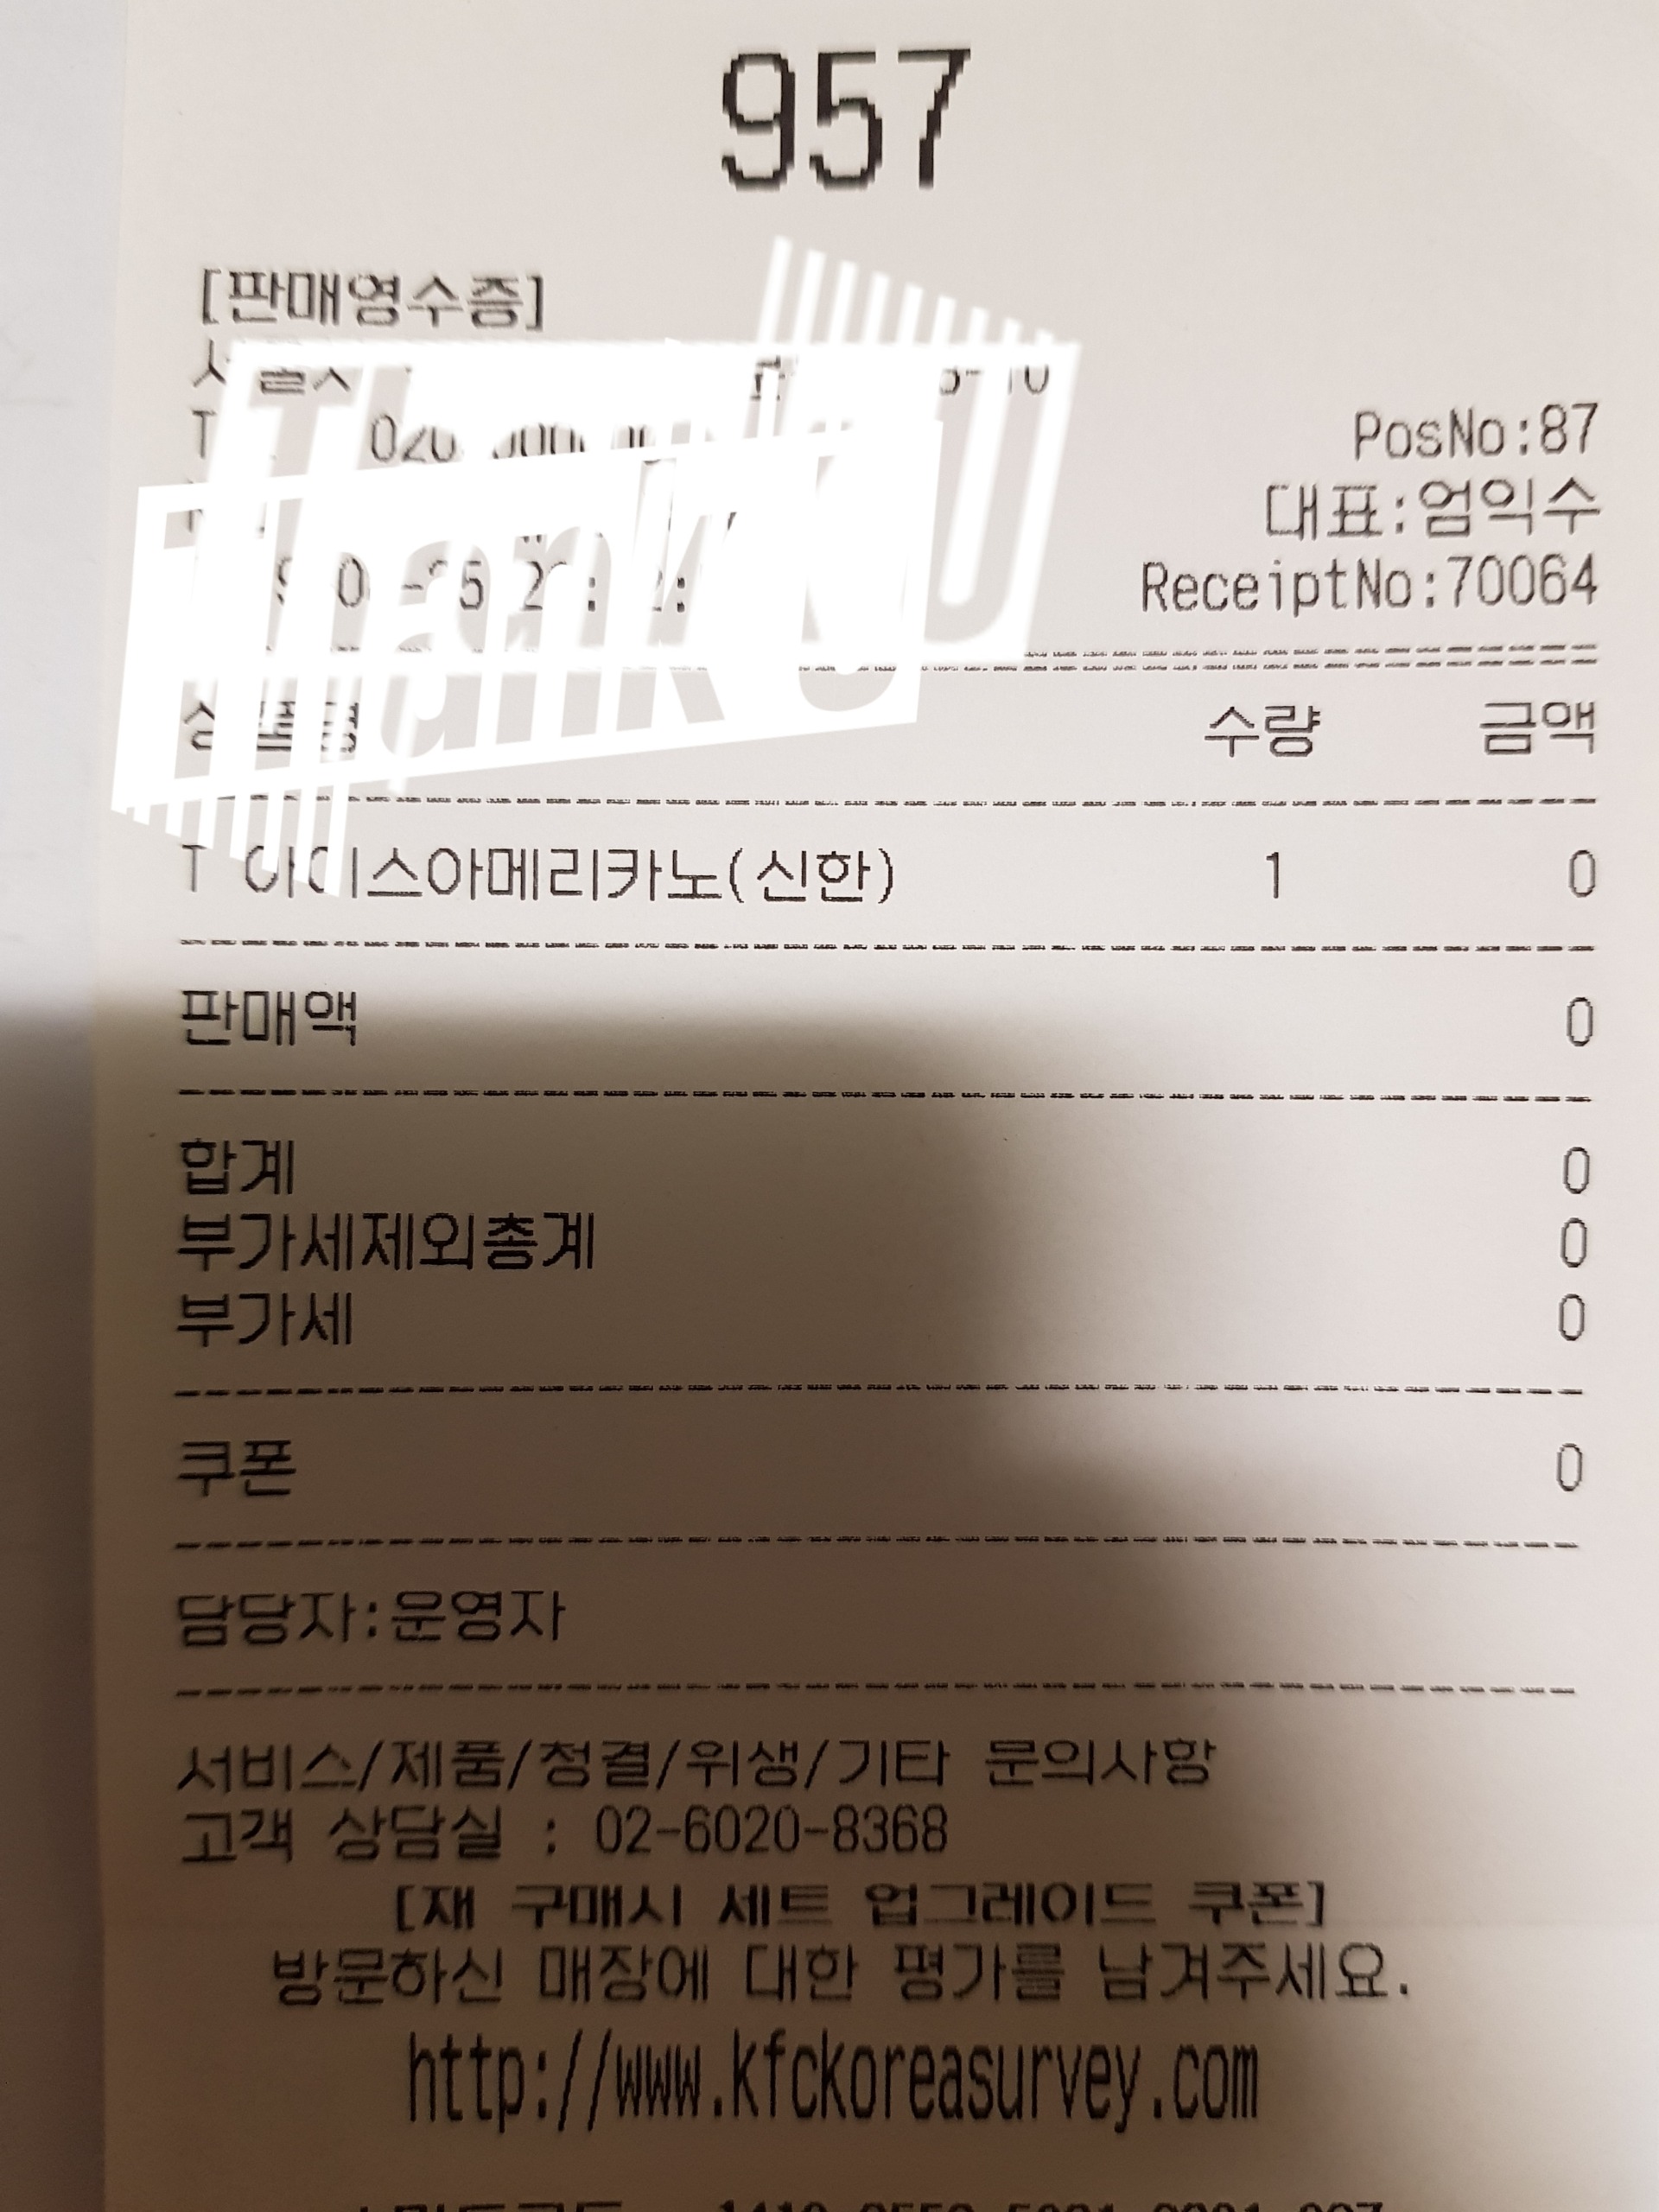 957
[판매영수증]
PosNo:87
대표:엄익수
ReceiptNo:70064
Thank U
Thank U
수량 금액
T 아이스아메리카노(신한) 1 0
판매액 0
합계 0
부가세제외총계 0
부가세 0
쿠폰 0
담당자:운영자
서비스/제품/청결/위생/기타 문의사항
고객 상담실 : 02-6020-8368
[재 구매시 세트 업그레이드 쿠폰]
방문하신 매장에 대한 평가를 남겨주세요.
http://www.kfckoreasurvey.com